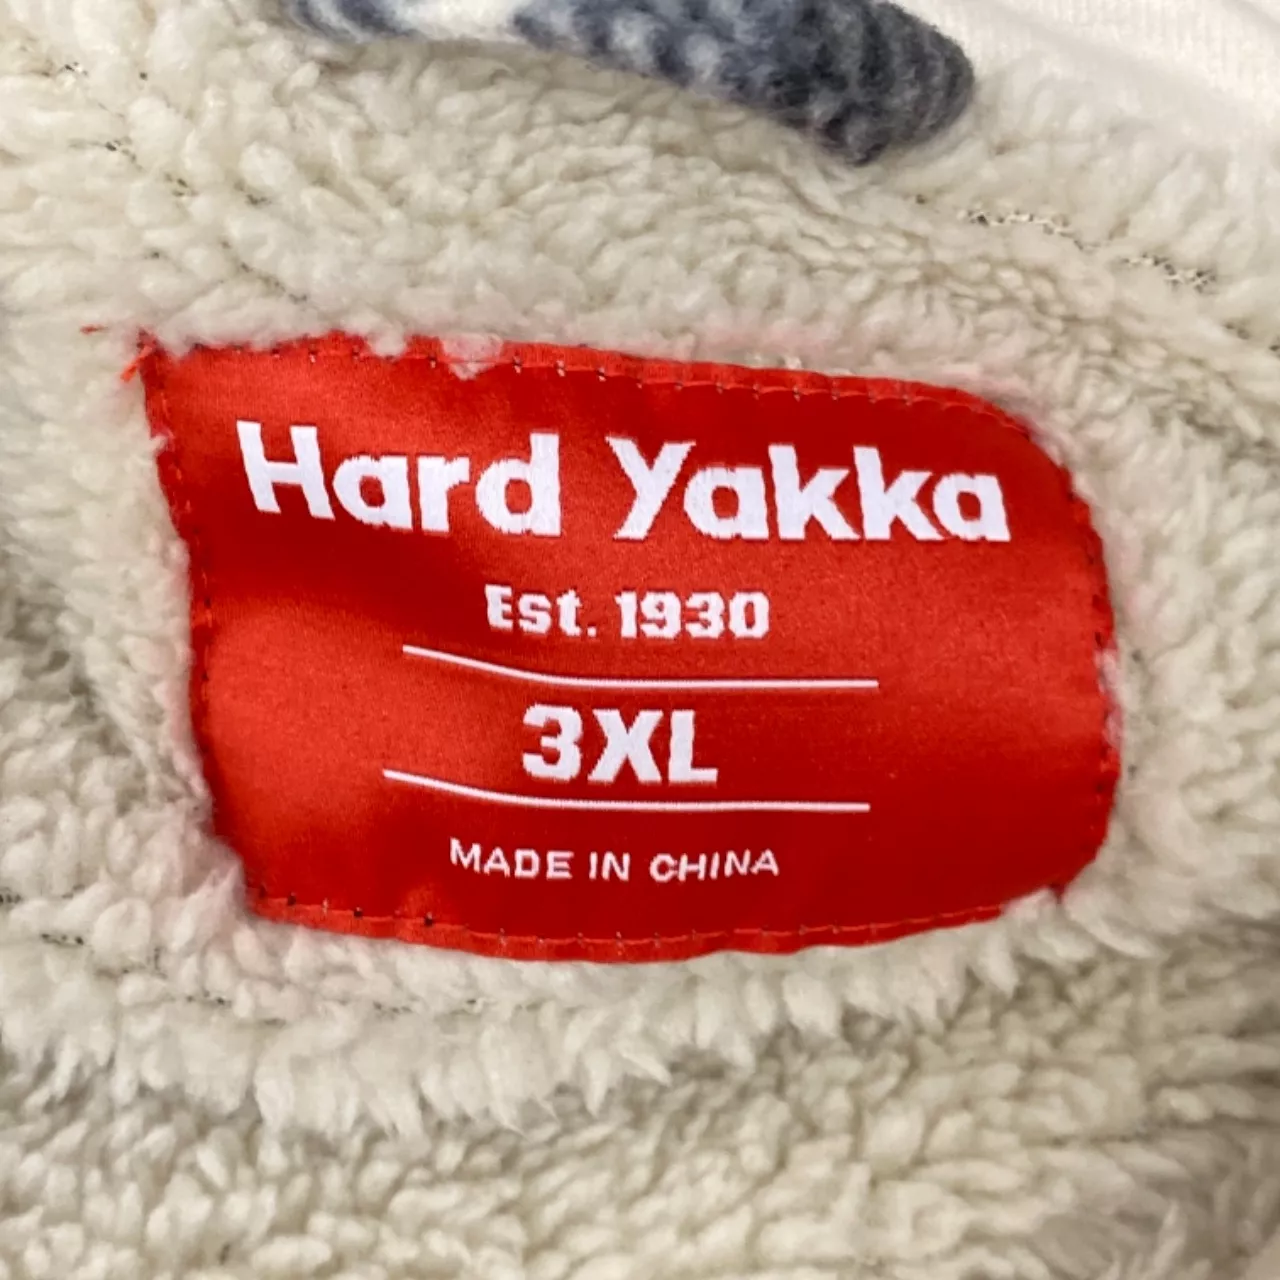 Hard Yakka
Est. 1930
3XL
MADE IN CHINA